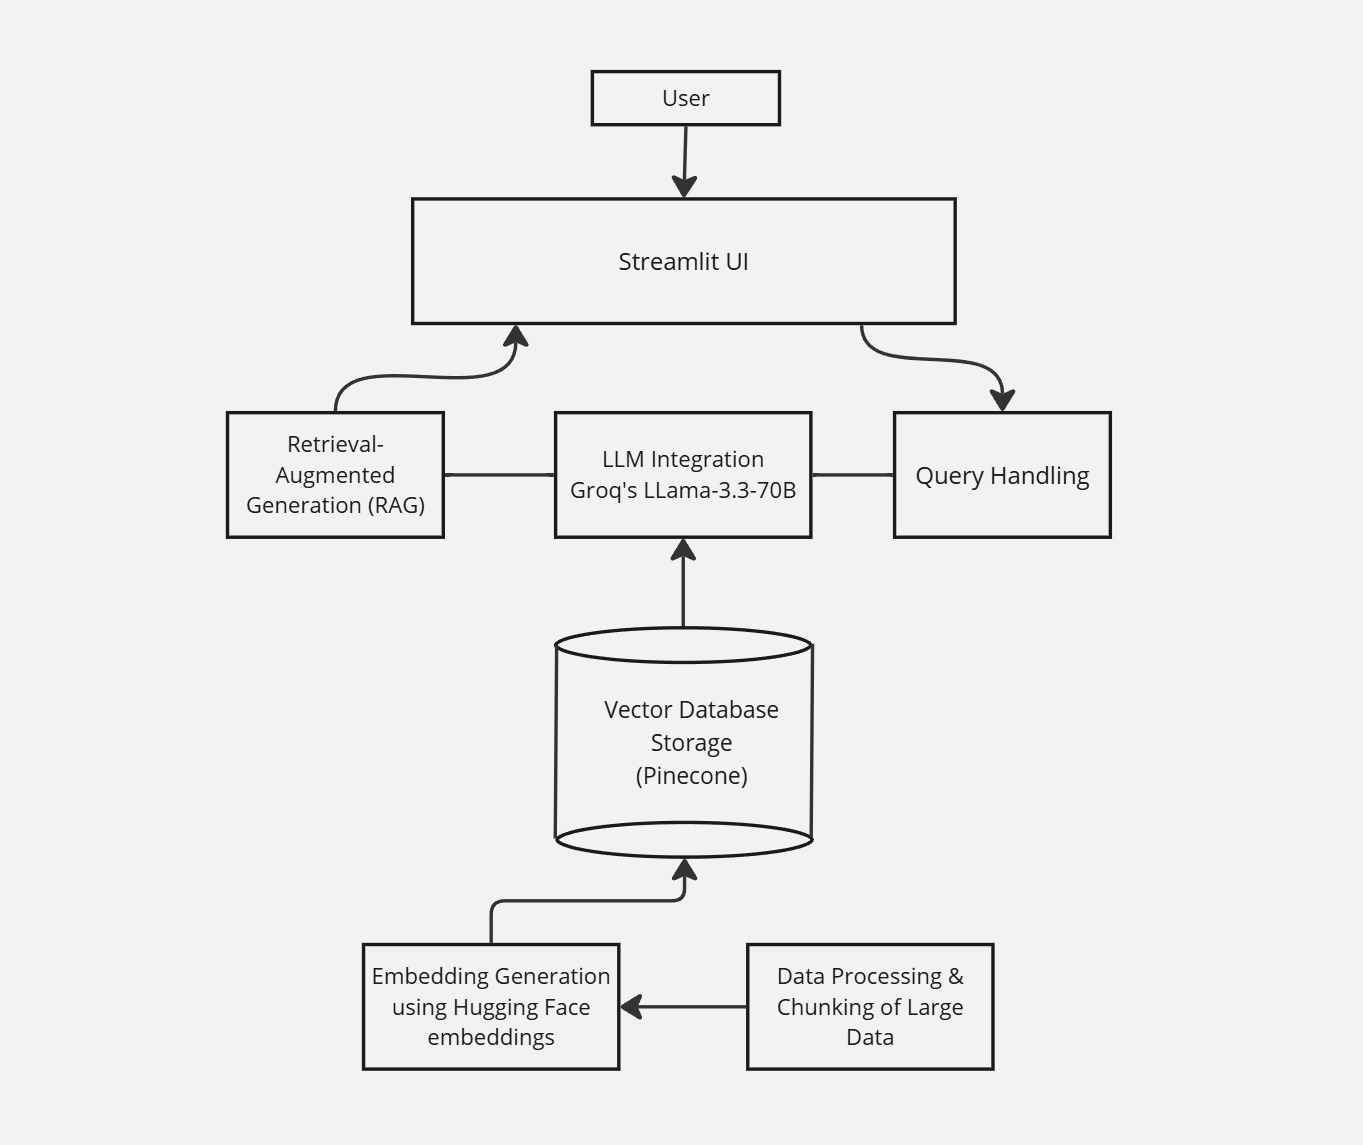 User
Streamlit UI
Retrieval-
Augmented
Generation (RAG)
LLM Integration
Groq's LLama-3.3-70B
Query Handling
Vector Database
Storage
(Pinecone)
Embedding Generation
using Hugging Face
embeddings
Data Processing &
Chunking of Large
Data